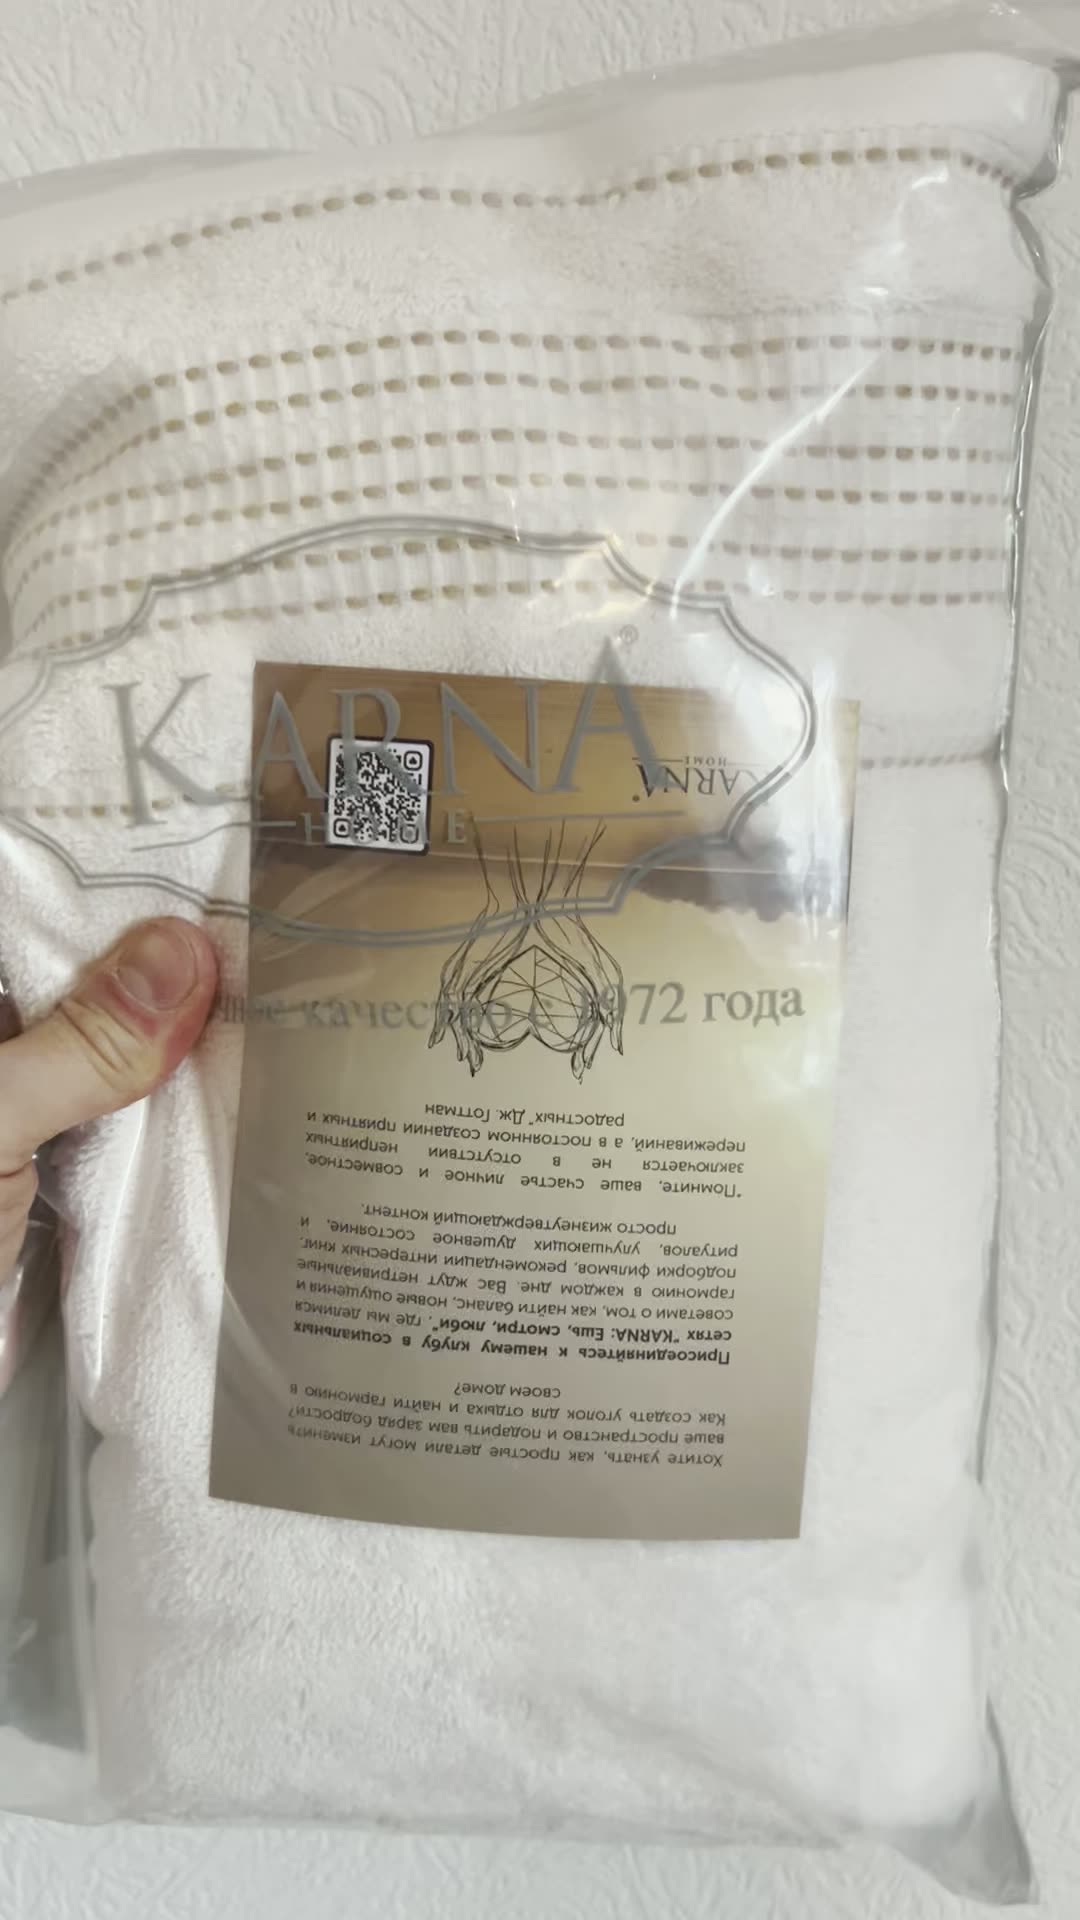 KARNA®
HOME
качество с 1972 года
KARNA®
HOME
Хотите узнать, как простые детали могут изменить
ваше пространство и подарить вам заряд бодрости?
Как создать уголок для отдыха и найти гармонию в
своем доме?
Присоединяйтесь к нашему клубу в социальных
сетях "KARNA: Ешь, смотри, люби", где мы делимся
советами о том, как найти баланс, новые ощущения и
гармонию в каждом дне. Вас ждут нетривиальные
подборки фильмов, рекомендации интересных книг,
ритуалов, улучшающих душевное состояние, и
просто жизнеутверждающий контент.
"Помните, ваше счастье личное и совместное,
заключается не в отсутствии неприятных
переживаний, а в постоянном создании приятных и
радостных" Дж. Готтман